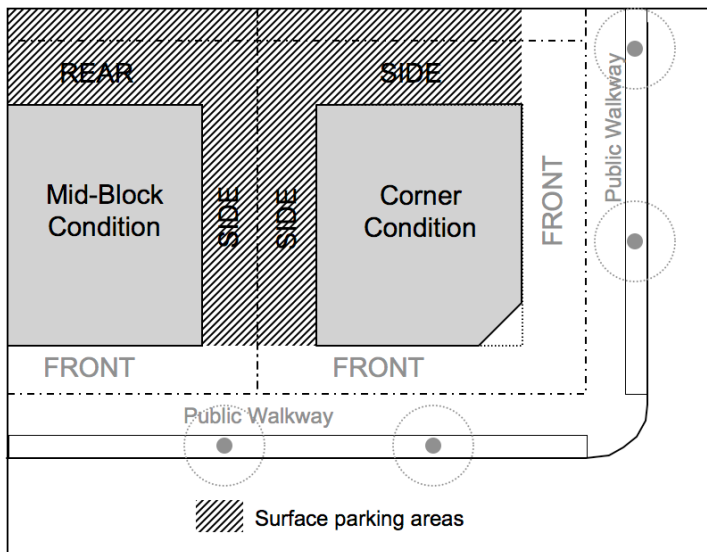 REAR
SIDE
Public Walkway
Mid-Block
Condition
SIDE
SIDE
Corner
Condition
FRONT
FRONT
FRONT
Public Walkway
Surface parking areas